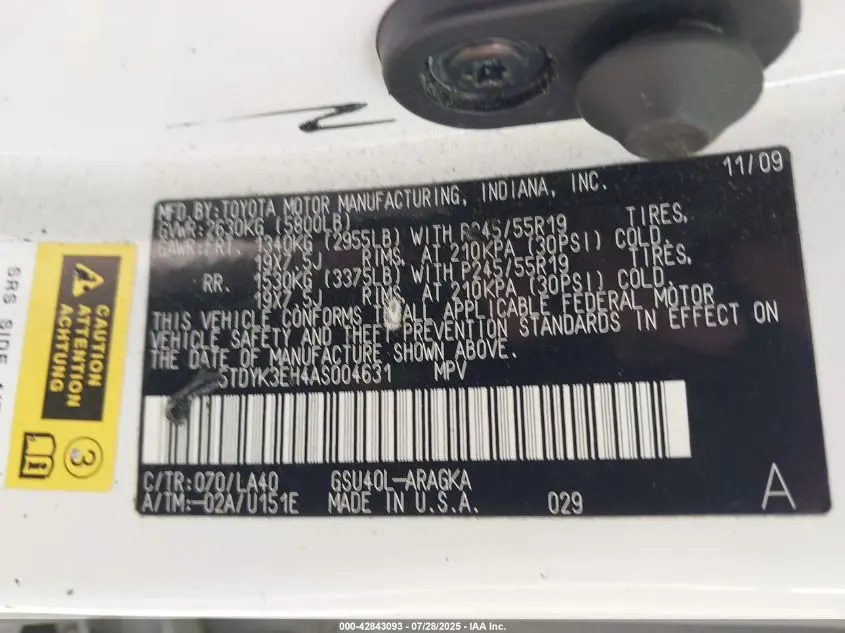 11/09
MFD.BY:TOYOTA MOTOR MANUFACTURING, INDIANA, INC.
GVWR:2630KG (5800LB)
GAWR:FRT. 1340KG (2955LB) WITH P245/55R19 TIRES,
19X7.5J RIMS, AT 210KPA (30PSI) COLD.
RR. 1530KG (3375LB) WITH P245/55R19 TIRES,
19X7.5J RIMS, AT 210KPA (30PSI) COLD.
THIS VEHICLE CONFORMS TO ALL APPLICABLE FEDERAL MOTOR
VEHICLE SAFETY AND THEFT PREVENTION STANDARDS IN EFFECT ON
THE DATE OF MANUFACTURE SHOWN ABOVE.
5TDYK3EH4AS004631 MPV
C/TR:070/LA40 GSU40L-ARAGKA
A/TM:-02A/U151E MADE IN U.S.A. 029 A
CAUTION
ATTENTION
ACHTUNG
3
SRS SIDE
000-42843093 - 07/28/2025 - IAA Inc.